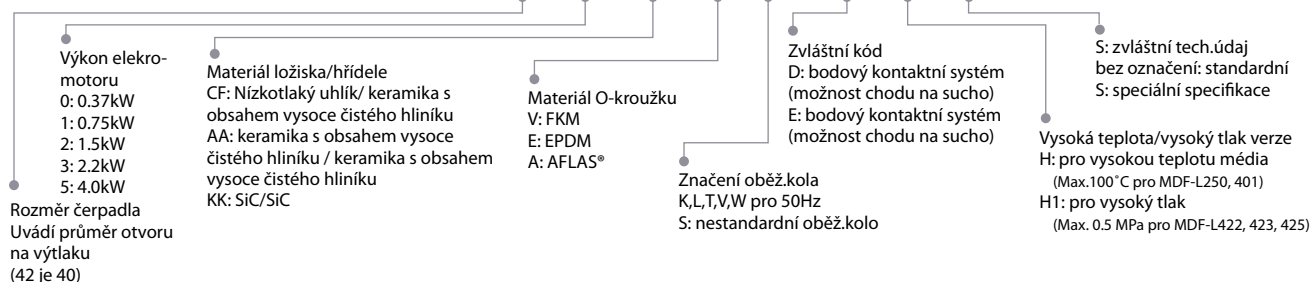 Výkon elekro-
motoru
0: 0.37kW
1: 0.75kW
2: 1.5kW
3: 2.2kW
5: 4.0kW
Rozměr čerpadla
Uvádí průměr otvoru
na výtlaku
(42 je 40)
Materiál ložiska/hřídele
CF: Nízkotlaký uhlík/ keramika s
obsahem vysoce čistého hliníku
AA: keramika s obsahem vysoce
čistého hliníku / keramika s obsahem
vysoce čistého hliníku
KK: SiC/SiC
Materiál O-kroužku
V: FKM
E: EPDM
A: AFLAS®
Značení oběž.kola
K,L,T,V,W pro 50Hz
S: nestandardní oběž.kolo
Zvláštní kód
D: bodový kontaktní systém
(možnost chodu na sucho)
E: bodový kontaktní systém
(možnost chodu na sucho)
Vysoká teplota/vysoký tlak verze
H: pro vysokou teplotu média
(Max.100˚C pro MDF-L250, 401)
H1: pro vysoký tlak
(Max. 0.5 MPa pro MDF-L422, 423, 425)
S: zvláštní tech.údaj
bez označení: standardní
S: speciální specifikace